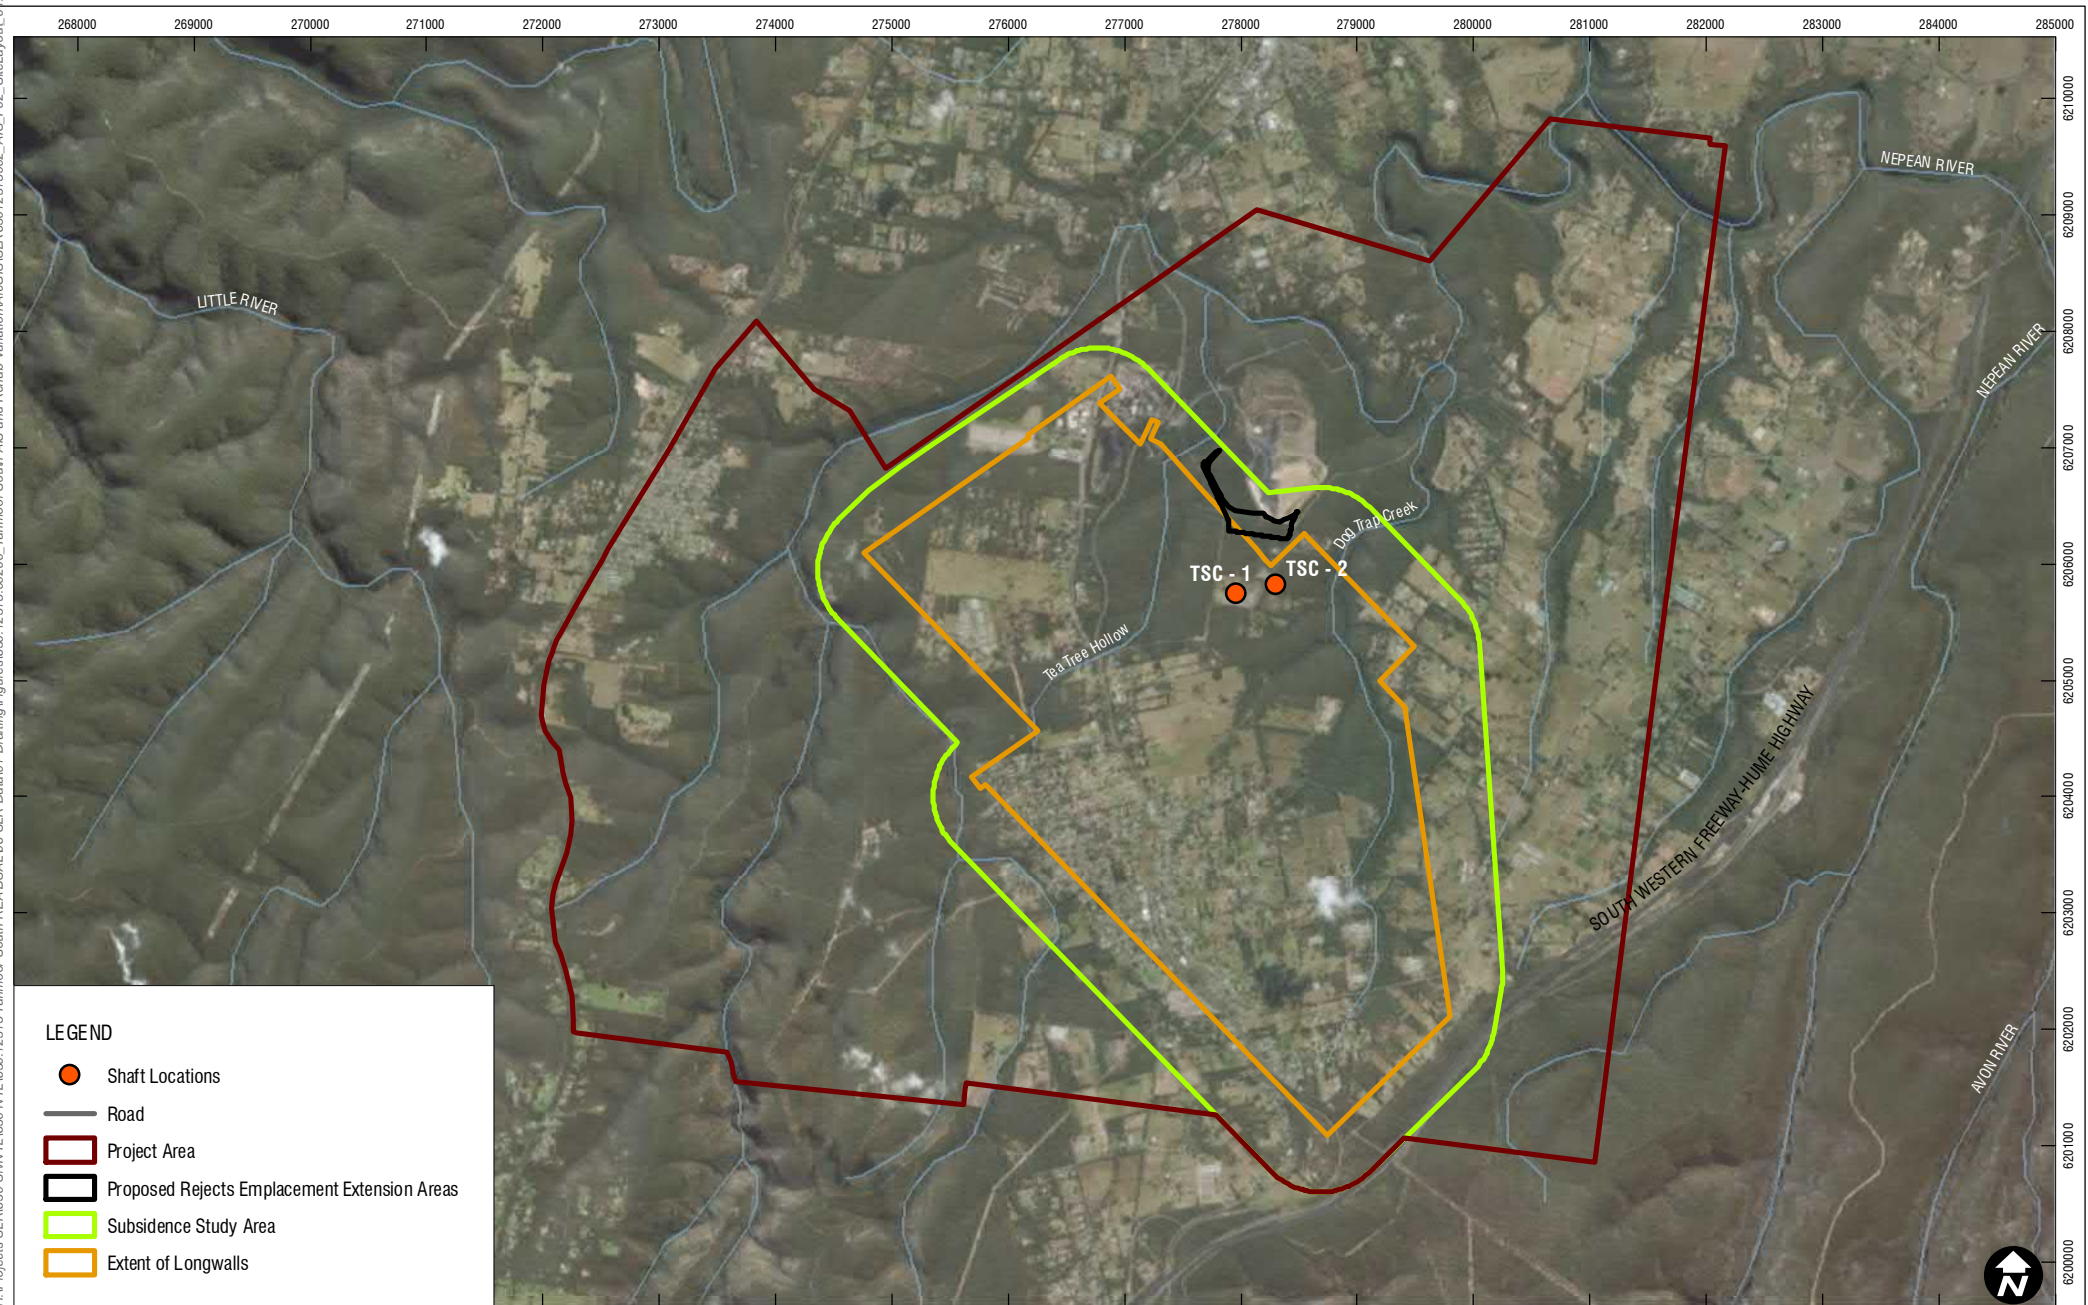 268000 269000 270000 271000 272000 273000 274000 275000 276000 277000 278000 279000 280000 281000 282000 283000 284000 285000
6210000
NEPEAN RIVER
6209000
LITTLE RIVER
6208000
NEPEAN RIVER
6207000
Dog Trap Creek
6206000
TSC - 1
TSC - 2
Tea Tree Hollow
6205000
SOUTH WESTERN FREEWAY-HUME HIGHWAY
6204000
6203000
6202000
AVON RIVER
6201000
6200000
LEGEND
Shaft Locations
Road
Project Area
Proposed Rejects Emplacement Extension Areas
Subsidence Study Area
Extent of Longwalls
N